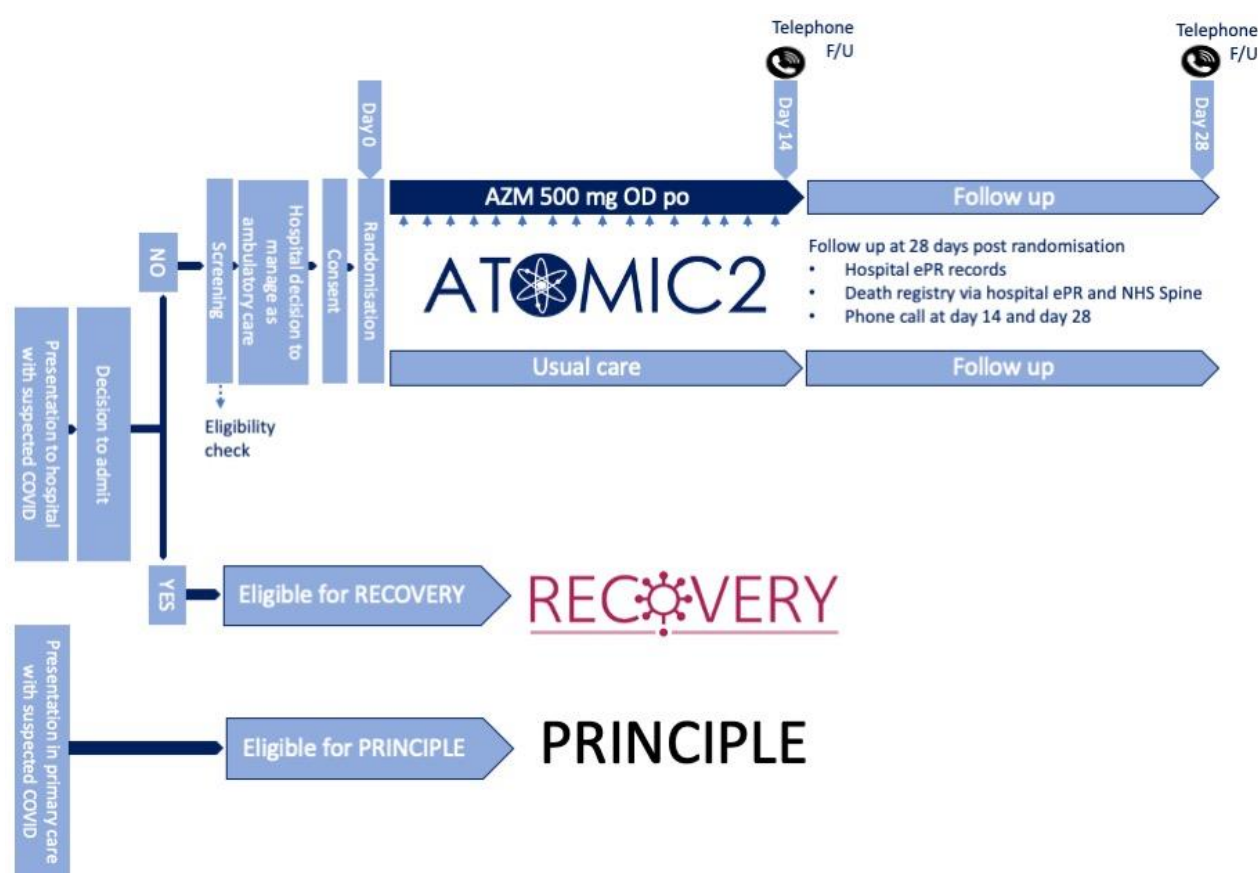 Telephone
F/U
Telephone
F/U
Day 0
Day 14
Day 28
Presentation to hospital
with suspected COVID
Decision to admit
NO
Screening
Hospital decision to
manage as
ambulatory care
Consent
Randomisation
AZM 500 mg OD po
Follow up
ATOMIC2
Follow up at 28 days post randomisation
• Hospital ePR records
• Death registry via hospital ePR and NHS Spine
• Phone call at day 14 and day 28
Usual care
Follow up
Eligibility
check
YES
Eligible for RECOVERY
RECOVERY
Presentation in primary care
with suspected COVID
Eligible for PRINCIPLE
PRINCIPLE